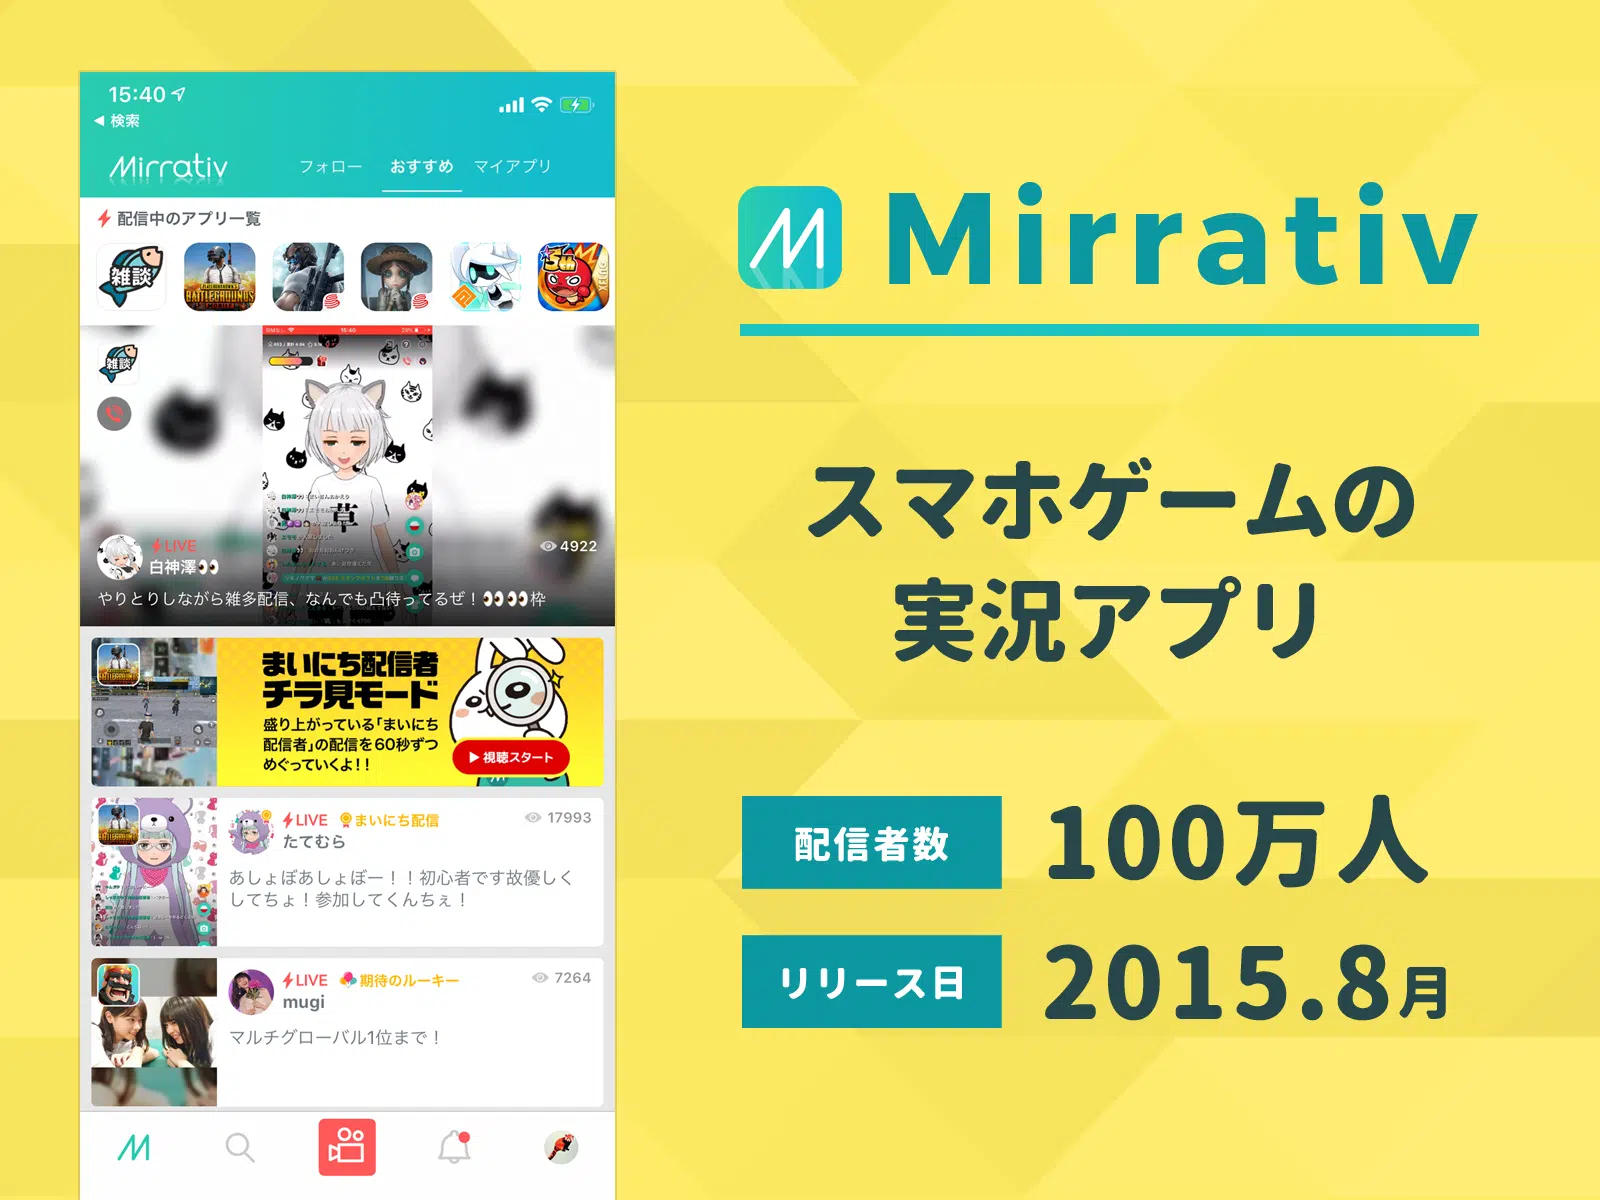 15:40
検索
Mirrativ
フォロー
おすすめ
マイアプリ
配信中のアプリ一覧
雑談
BATTLEGROUNDS
5th
雑談
15:40
草
LIVE
白神澤👀
4922
やりとりしながら雑多配信、なんでも凸待ってるぜ！👀👀枠
まいにち配信者
チラ見モード
盛り上がっている「まいにち
配信者」の配信を60秒ずつ
めぐっていくよ！！
視聴スタート
LIVE
まいにち配信
17993
たてむら
あしょぼあしょぼー！！初心者です故優しく
してちょ！参加してくんちぇ！
LIVE
期待のルーキー
7264
mugi
マルチグローバル1位まで！
Mirrativ
スマホゲームの
実況アプリ
配信者数
100万人
リリース日
2015.8月